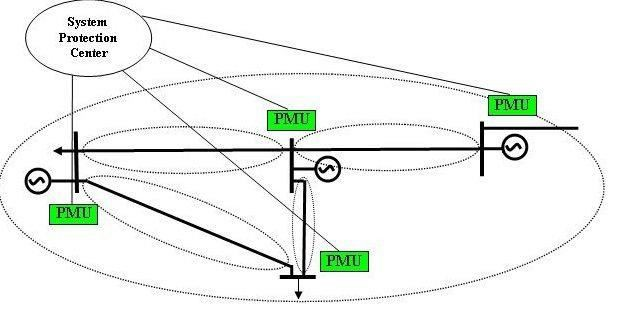 System
Protection
Center
PMU
PMU
PMU
PMU